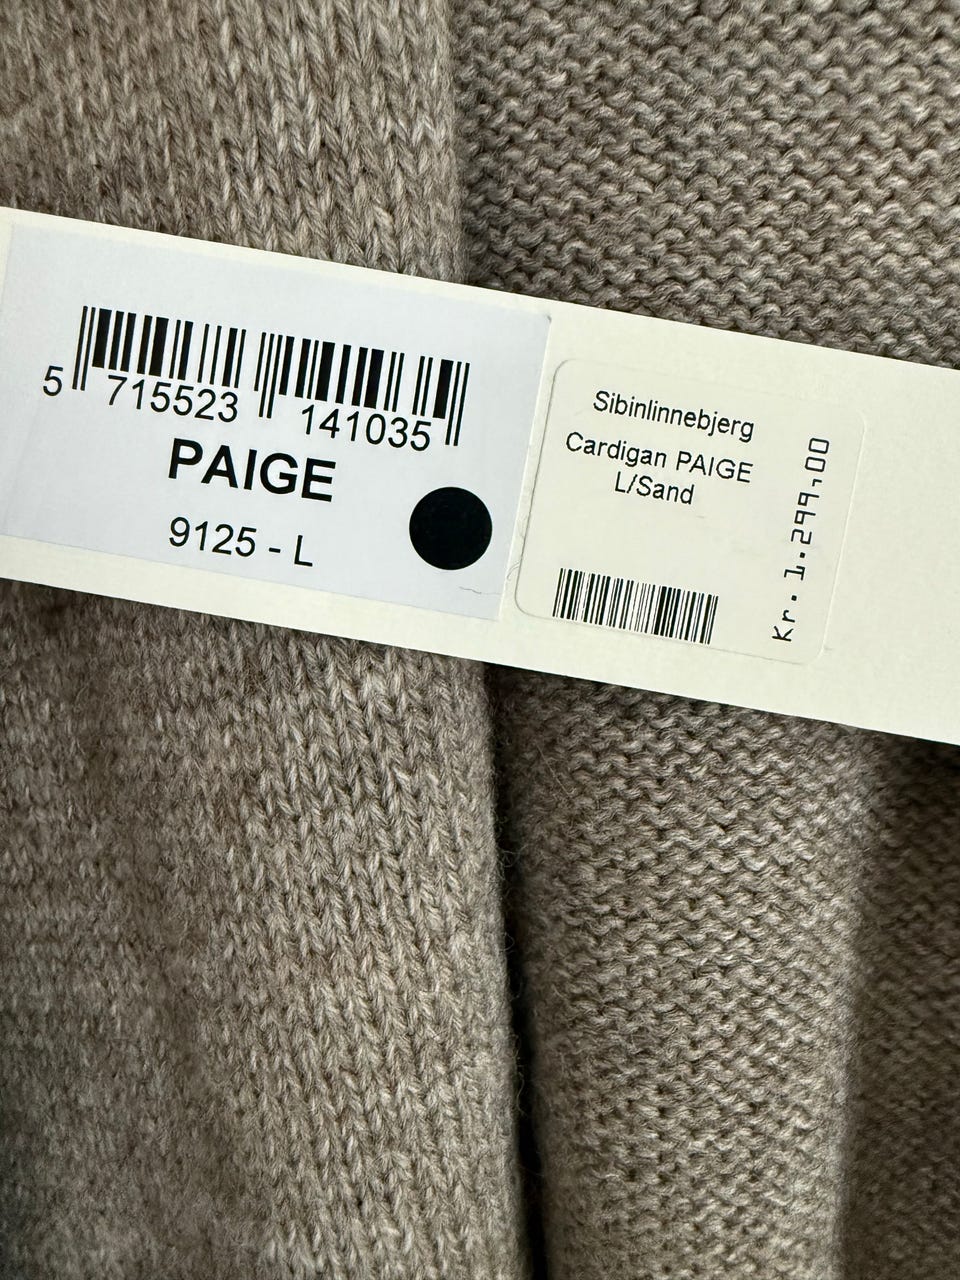 5 715523 141035
PAIGE
9125 - L
Sibinlinnebjerg
Cardigan PAIGE
L/Sand
Kr. 1.299,00